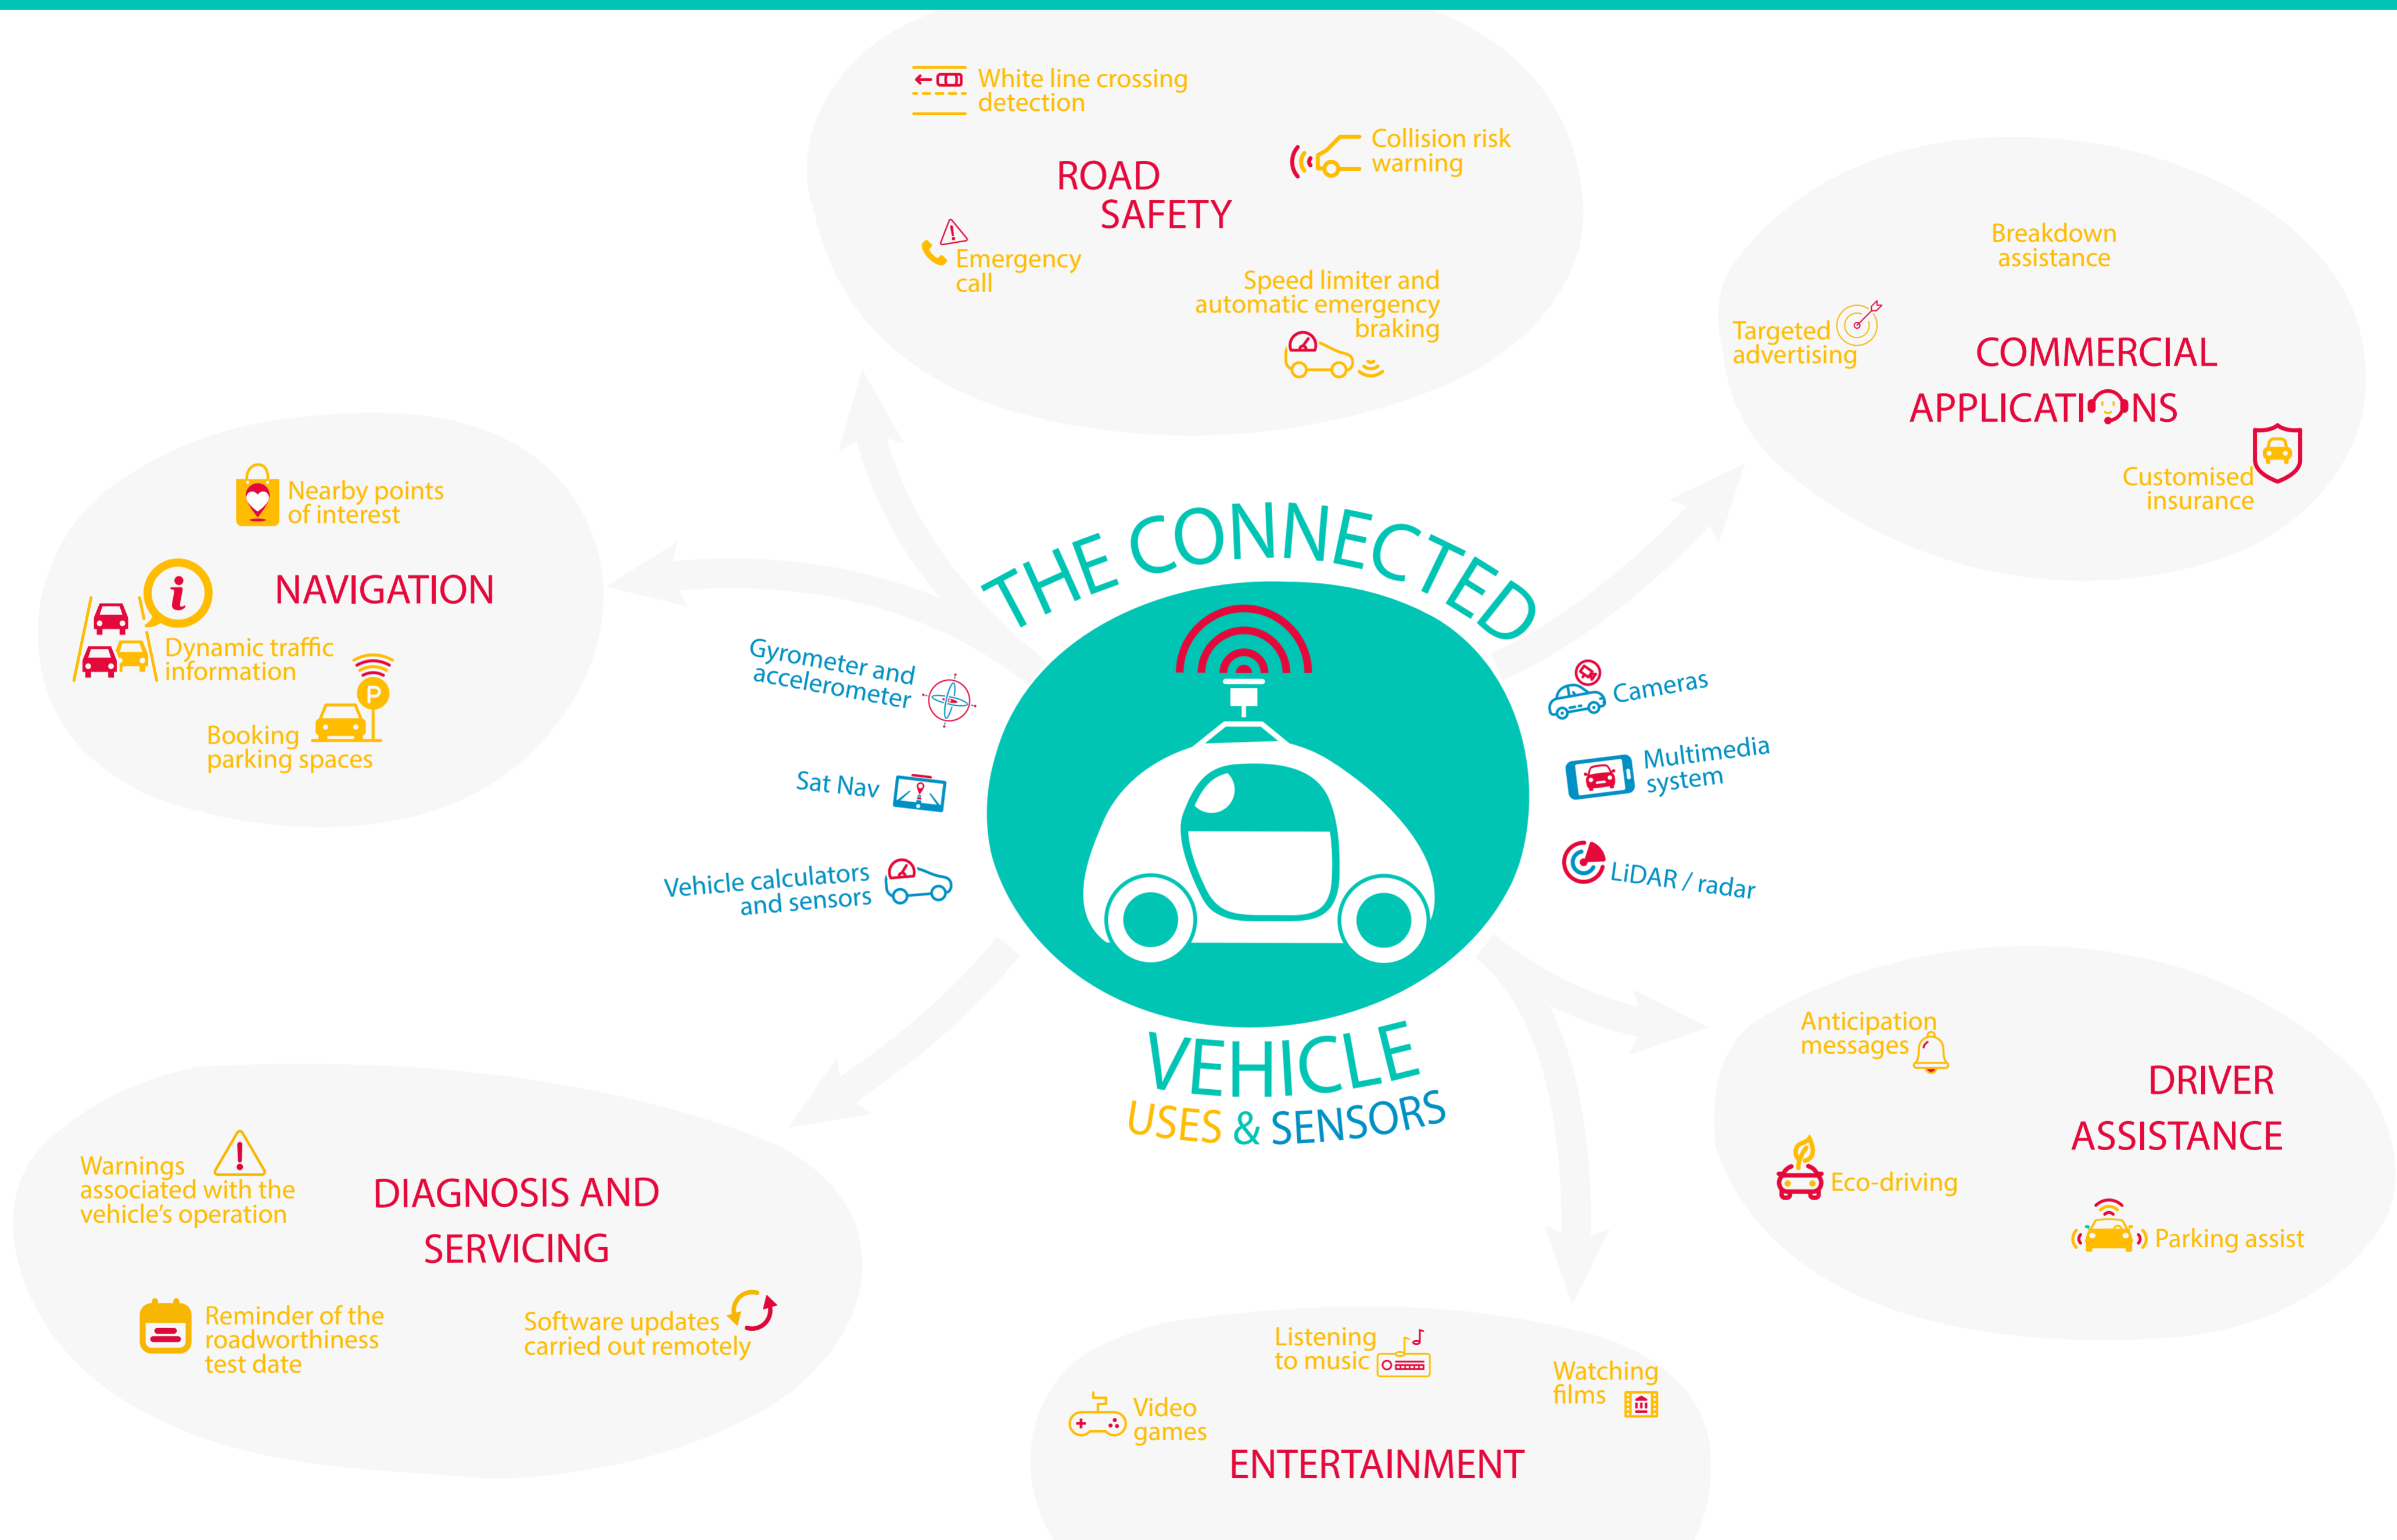 White line crossing
detection
Collision risk
warning
ROAD
SAFETY
Emergency
call
Speed limiter and
automatic emergency
braking
Breakdown
assistance
Targeted
advertising
COMMERCIAL
APPLICATIONS
Customised
insurance
Nearby points
of interest
NAVIGATION
i
Dynamic traffic
information
P
Booking
parking spaces
THE CONNECTED
Gyrometer and
accelerometer
Sat Nav
Vehicle calculators
and sensors
Cameras
Multimedia
system
LiDAR / radar
VEHICLE
USES & SENSORS
Anticipation
messages
DRIVER
ASSISTANCE
Eco-driving
Parking assist
Warnings
associated with the
vehicle's operation
DIAGNOSIS AND
SERVICING
Reminder of the
roadworthiness
test date
Software updates
carried out remotely
Listening
to music
Watching
films
Video
games
ENTERTAINMENT